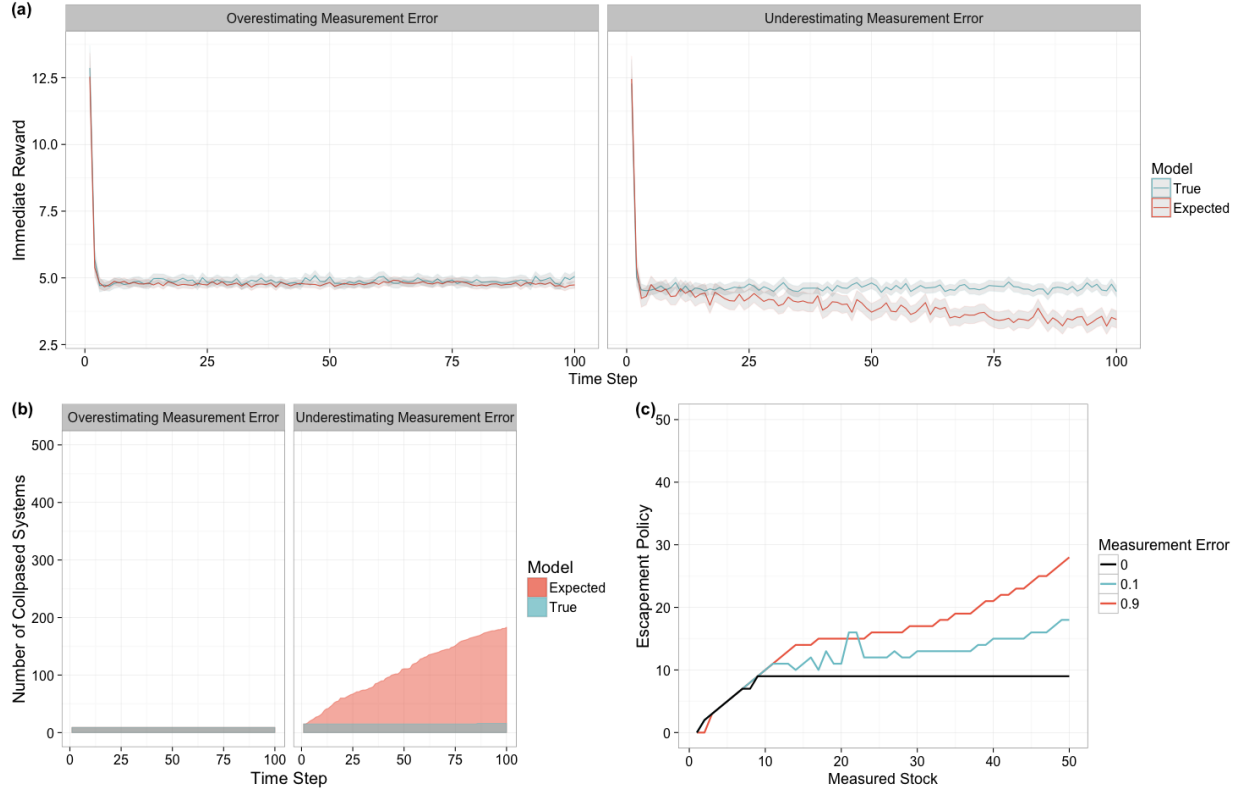 (a)
Overestimating Measurement Error
Underestimating Measurement Error
Immediate Reward
12.5
10.0
7.5
5.0
2.5
0 25 50 75 100
0 25 50 75 100
Time Step
Model
True
Expected
(b)
Overestimating Measurement Error
Underestimating Measurement Error
Number of Collpased Systems
500
400
300
200
100
0
0 25 50 75 100
0 25 50 75 100
Time Step
Model
Expected
True
(c)
Escapement Policy
50
40
30
20
10
0
0 10 20 30 40 50
Measured Stock
Measurement Error
0
0.1
0.9